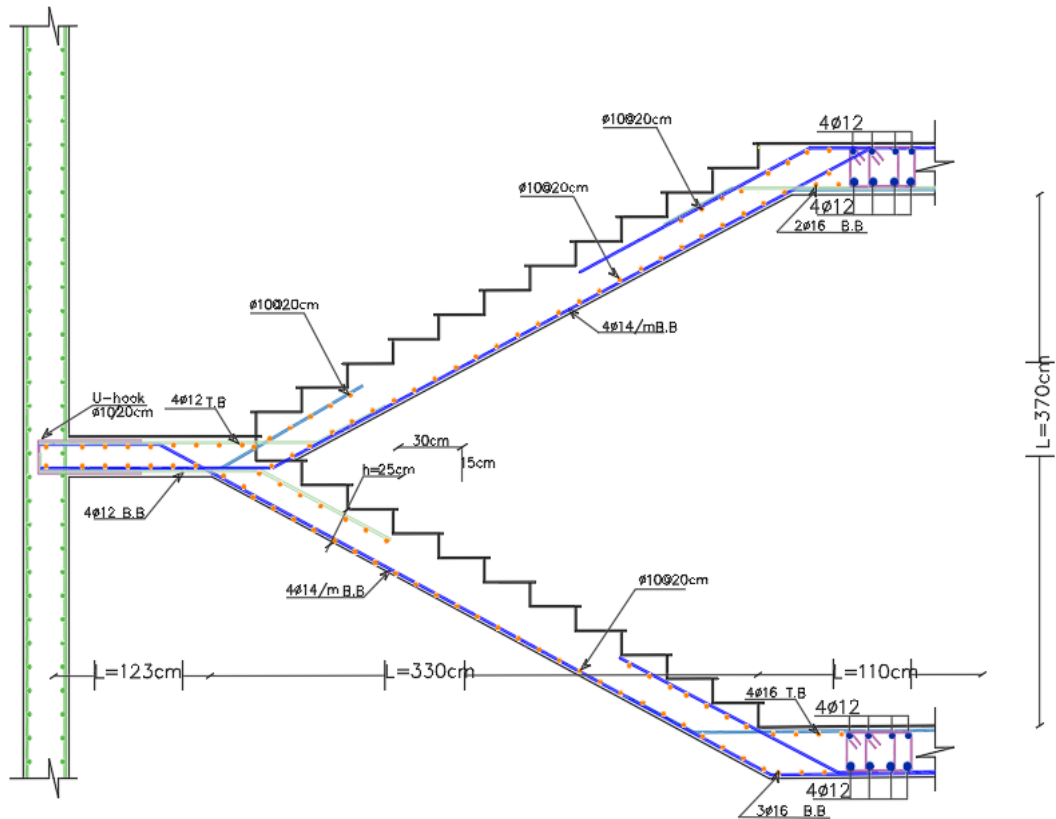 4ø12
ø10@20cm
ø10@20cm
4ø12
2ø16 B.B
ø10@20cm
4ø14/mB.B
U-hook
ø10/20cm
4ø12 T.B
L=370cm
30cm
15cm
h=25cm
4ø12 B.B
4ø14/m B.B
ø10@20cm
L=123cm
L=330cm
L=110cm
4ø16 T.B
4ø12
4ø12
3ø16 B.B